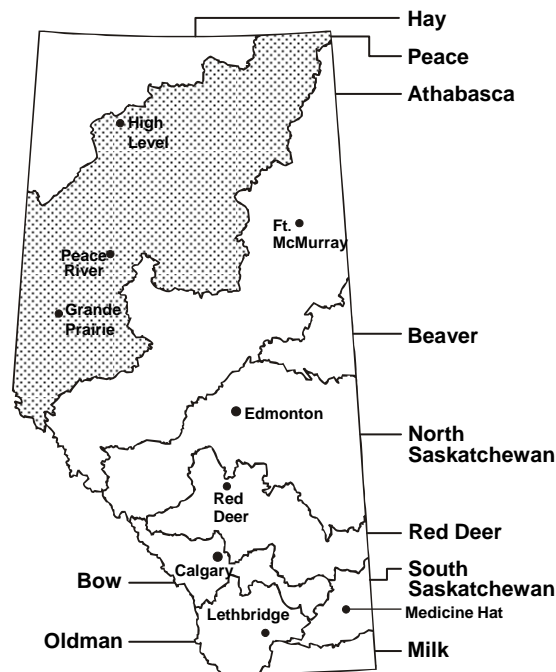 Hay
Peace
Athabasca
High
Level
Ft.
McMurray
Peace
River
Grande
Prairie
Beaver
Edmonton
North
Saskatchewan
Red
Deer
Red Deer
Calgary
South
Saskatchewan
Bow
Lethbridge
Medicine Hat
Oldman
Milk